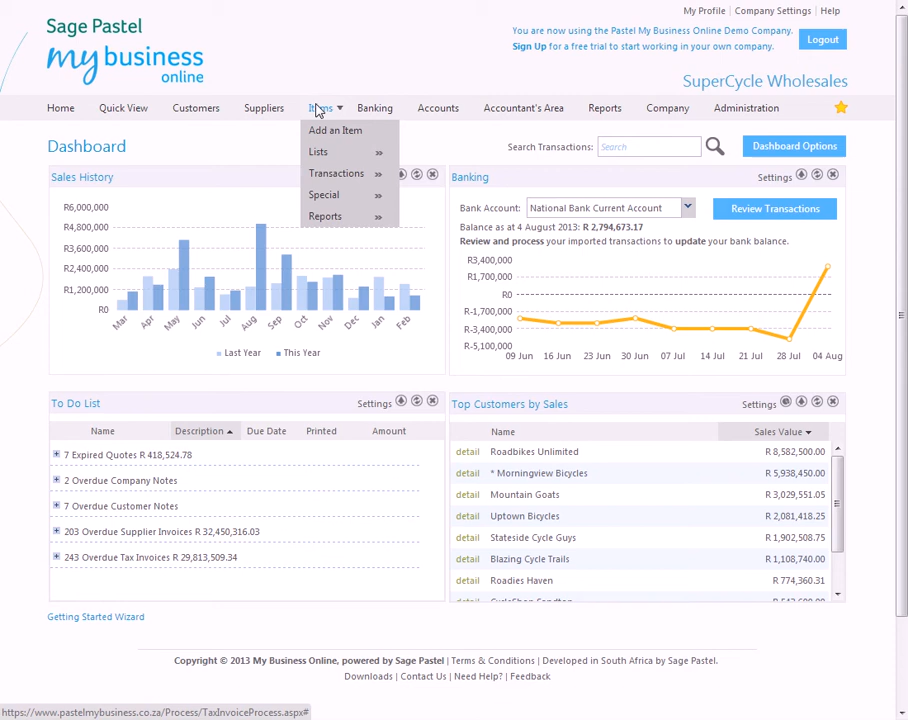 My Profile | Company Settings | Help
Sage Pastel
my business
online
You are now using the Pastel My Business Online Demo Company.
Sign Up for a free trial to start working in your own company.
Logout
SuperCycle Wholesales
Home Quick View Customers Suppliers Items Banking Accounts Accountant's Area Reports Company Administration
Add an Item
Lists »
Transactions »
Special »
Reports »
Dashboard
Search Transactions: Search Dashboard Options
Sales History
R6,000,000
R4,800,000
R3,600,000
R2,400,000
R1,200,000
R0
Mar Apr May Jun Jul Aug Sep Oct Nov Dec Jan Feb
Last Year This Year
Banking Settings
Bank Account: National Bank Current Account Review Transactions
Balance as at 4 August 2013: R 2,794,673.17
Review and process your imported transactions to update your bank balance.
R3,400,000
R1,700,000
R0
R-1,700,000
R-3,400,000
R-5,100,000
09 Jun 16 Jun 23 Jun 30 Jun 07 Jul 14 Jul 21 Jul 28 Jul 04 Aug
To Do List Settings
Name Description Due Date Printed Amount
7 Expired Quotes R 418,524.78
2 Overdue Company Notes
7 Overdue Customer Notes
203 Overdue Supplier Invoices R 32,450,316.03
243 Overdue Tax Invoices R 29,813,509.34
Top Customers by Sales Settings
Name Sales Value
detail Roadbikes Unlimited R 8,582,500.00
detail * Morningview Bicycles R 5,938,450.00
detail Mountain Goats R 3,029,551.05
detail Uptown Bicycles R 2,081,418.25
detail Stateside Cycle Guys R 1,902,508.75
detail Blazing Cycle Trails R 1,108,740.00
detail Roadies Haven R 774,360.31
Getting Started Wizard
Copyright © 2013 My Business Online, powered by Sage Pastel | Terms & Conditions | Developed in South Africa by Sage Pastel.
Downloads | Contact Us | Need Help? | Feedback
https://www.pastelmybusiness.co.za/Process/TaxInvoiceProcess.aspx#